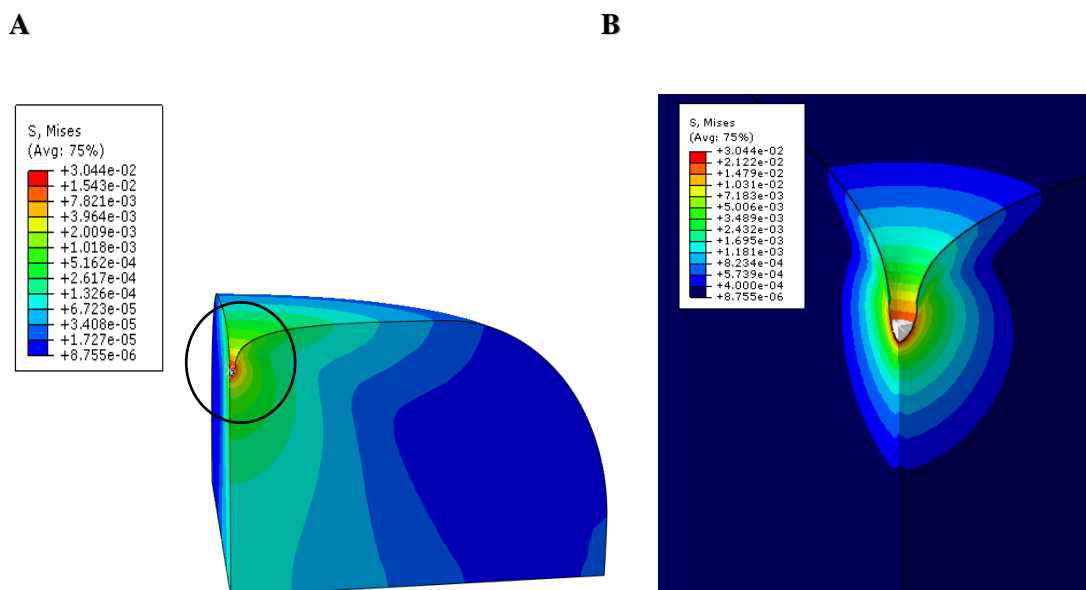 A
B
S, Mises
(Avg: 75%)
+3.044e-02
+1.543e-02
+7.821e-03
+3.964e-03
+2.009e-03
+1.018e-03
+5.162e-04
+2.617e-04
+1.326e-04
+6.723e-05
+3.408e-05
+1.727e-05
+8.755e-06
S, Mises
(Avg: 75%)
+3.044e-02
+2.122e-02
+1.479e-02
+1.031e-02
+7.183e-03
+5.006e-03
+3.489e-03
+2.432e-03
+1.695e-03
+1.181e-03
+8.234e-04
+5.739e-04
+4.000e-04
+8.755e-06